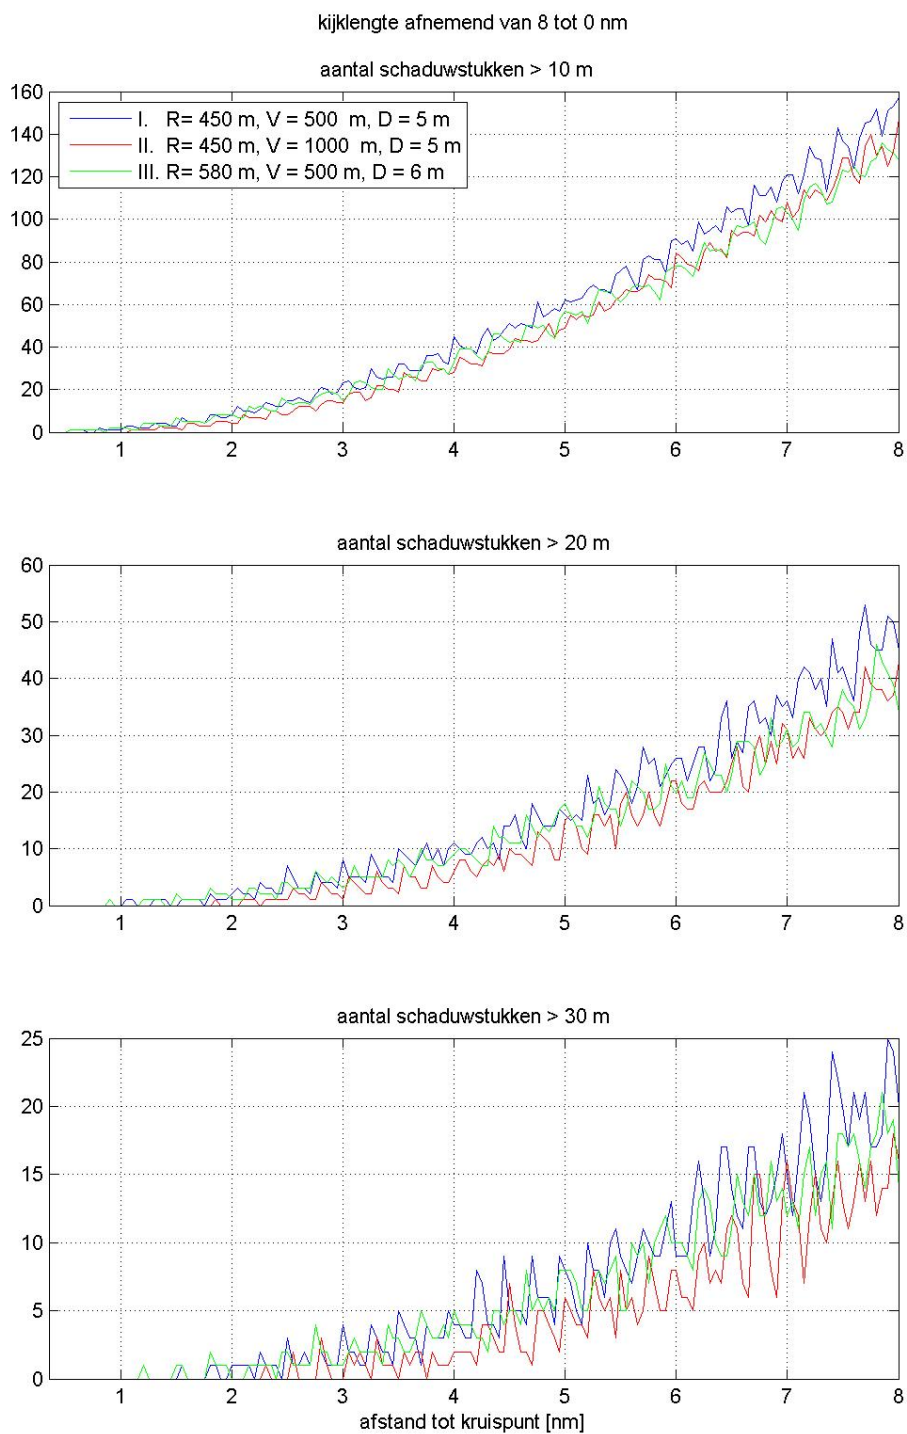 kijklengte afnemend van 8 tot 0 nm
aantal schaduwstukken > 10 m
160
140
120
100
80
60
40
20
0
I. R= 450 m, V = 500 m, D = 5 m
II. R= 450 m, V = 1000 m, D = 5 m
III. R= 580 m, V = 500 m, D = 6 m
1 2 3 4 5 6 7 8
aantal schaduwstukken > 20 m
60
50
40
30
20
10
0
1 2 3 4 5 6 7 8
aantal schaduwstukken > 30 m
25
20
15
10
5
0
1 2 3 4 5 6 7 8
afstand tot kruispunt [nm]